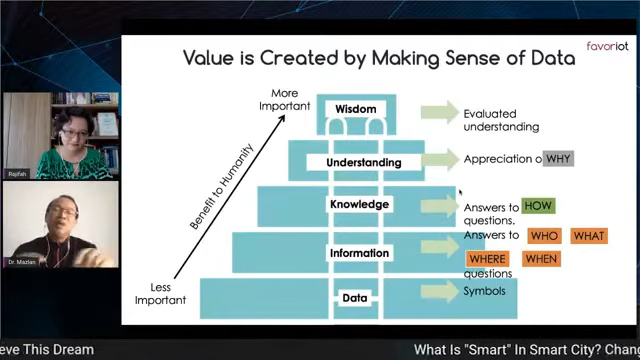 favoriot
Value is Created by Making Sense of Data
More
Important
Wisdom
Evaluated
understanding
Understanding
Appreciation o WHY
Benefit to Humanity
Knowledge
Answers to HOW
questions.
Answers to WHO WHAT
Information
WHERE WHEN
questions
Less
Important
Data
Symbols
Rafifah
Dr. Mazlan
eve This Dream
What Is "Smart" In Smart City? Chan